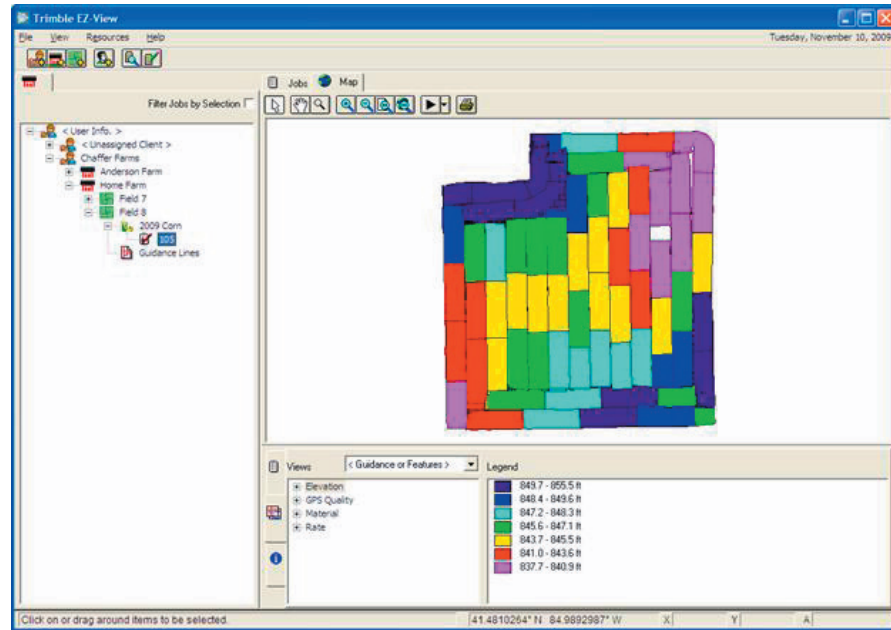 Trimble EZ-View
File View Resources Help
Tuesday, November 10, 2009
Jobs Map
Filter Jobs by Selection
< User Info. >
< Unassigned Client >
Chaffer Farms
Anderson Farm
Home Farm
Field 7
Field 8
2009 Corn
105
Guidance Lines
Views < Guidance or Features > Legend
Elevation
GPS Quality
Material
Rate
849.7 - 855.5 ft
848.4 - 849.6 ft
847.2 - 848.3 ft
845.6 - 847.1 ft
843.7 - 845.5 ft
841.0 - 843.6 ft
837.7 - 840.9 ft
Click on or drag around items to be selected.
41.4810264° N 84.9892987° W X Y A